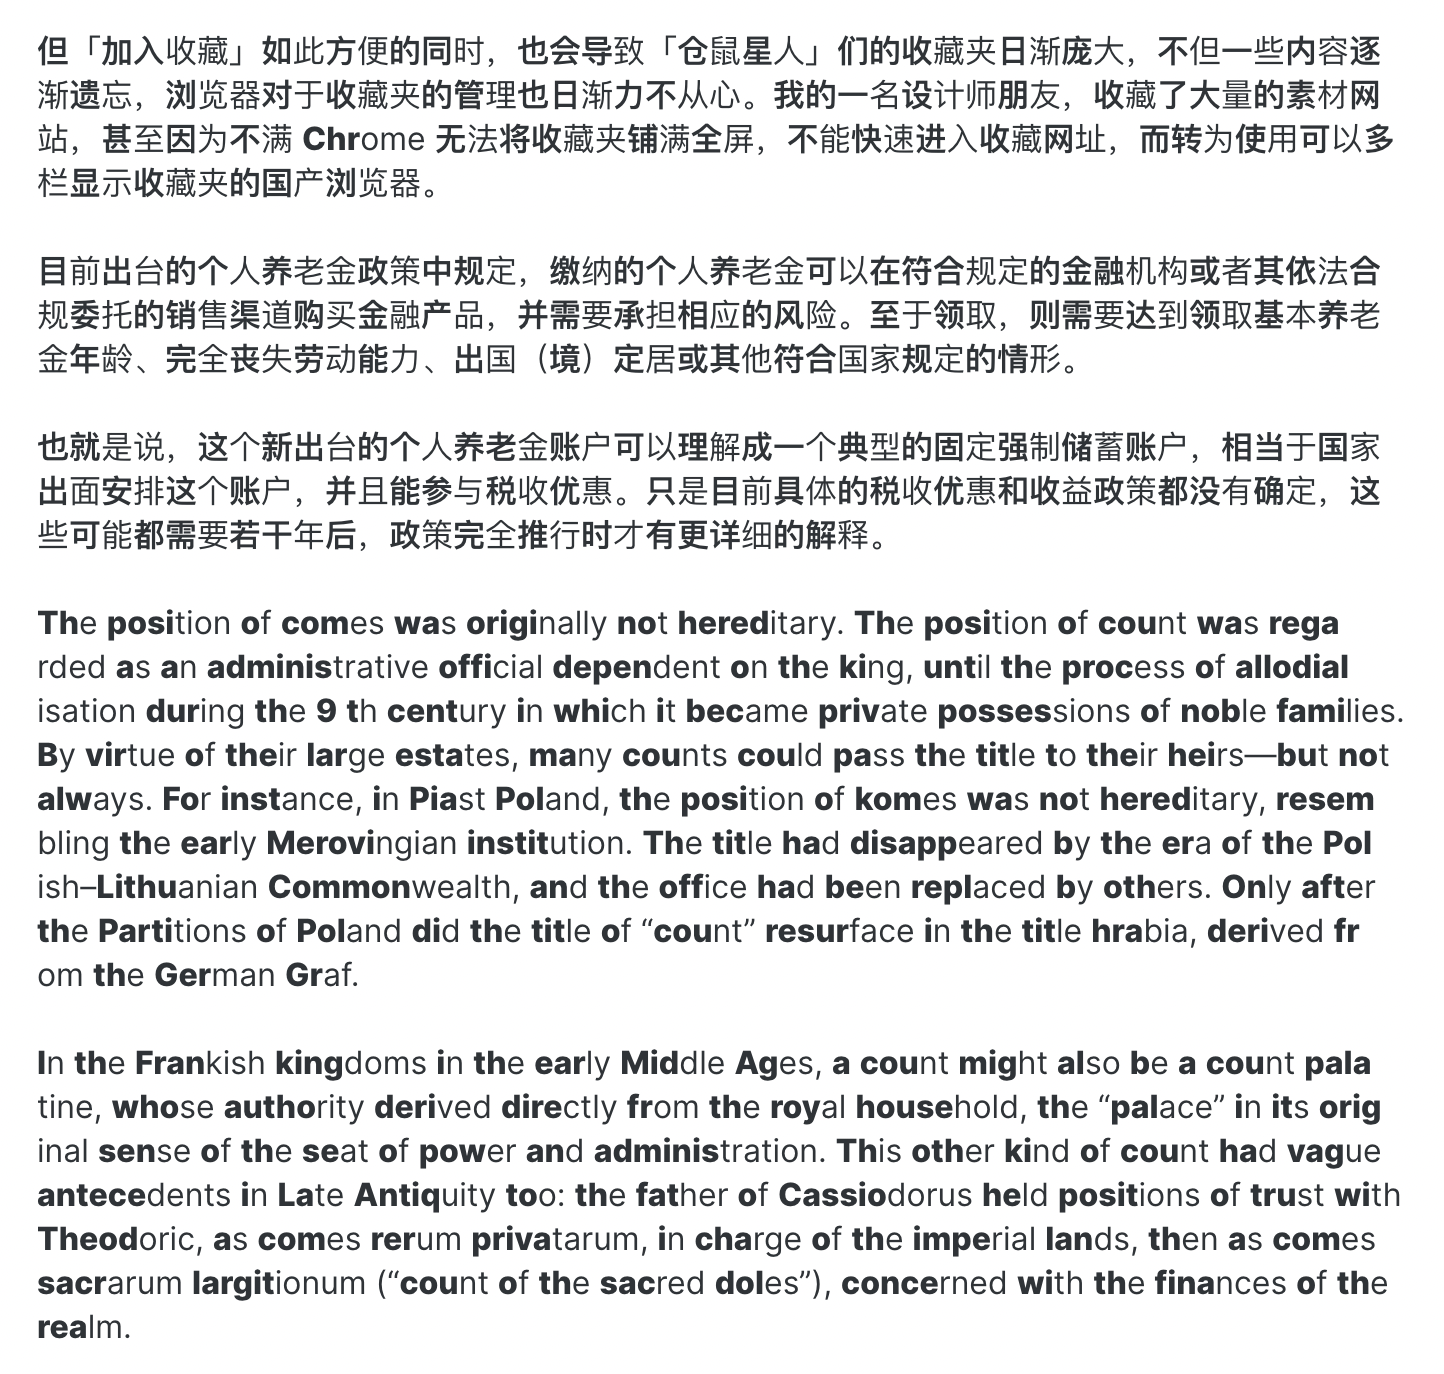 但「加入收藏」如此方便的同时，也会导致「仓鼠星人」们的收藏夹日渐庞大，不但一些内容逐
渐遗忘，浏览器对于收藏夹的管理也日渐力不从心。我的一名设计师朋友，收藏了大量的素材网
站，甚至因为不满 Chrome 无法将收藏夹铺满全屏，不能快速进入收藏网址，而转为使用可以多
栏显示收藏夹的国产浏览器。
目前出台的个人养老金政策中规定，缴纳的个人养老金可以在符合规定的金融机构或者其依法合
规委托的销售渠道购买金融产品，并需要承担相应的风险。至于领取，则需要达到领取基本养老
金年龄、完全丧失劳动能力、出国（境）定居或其他符合国家规定的情形。
也就是说，这个新出台的个人养老金账户可以理解成一个典型的固定强制储蓄账户，相当于国家
出面安排这个账户，并且能参与税收优惠。只是目前具体的税收优惠和收益政策都没有确定，这
些可能都需要若干年后，政策完全推行时才有更详细的解释。
The position of comes was originally not hereditary. The position of count was rega
rded as an administrative official dependent on the king, until the process of allodial
isation during the 9 th century in which it became private possessions of noble families.
By virtue of their large estates, many counts could pass the title to their heirs—but not
always. For instance, in Piast Poland, the position of komes was not hereditary, resem
bling the early Merovingian institution. The title had disappeared by the era of the Pol
ish–Lithuanian Commonwealth, and the office had been replaced by others. Only after
the Partitions of Poland did the title of “count” resurface in the title hrabia, derived fr
om the German Graf.
In the Frankish kingdoms in the early Middle Ages, a count might also be a count pala
tine, whose authority derived directly from the royal household, the “palace” in its orig
inal sense of the seat of power and administration. This other kind of count had vague
antecedents in Late Antiquity too: the father of Cassiodorus held positions of trust with
Theodoric, as comes rerum privatarum, in charge of the imperial lands, then as comes
sacrarum largitionum (“count of the sacred doles”), concerned with the finances of the
realm.